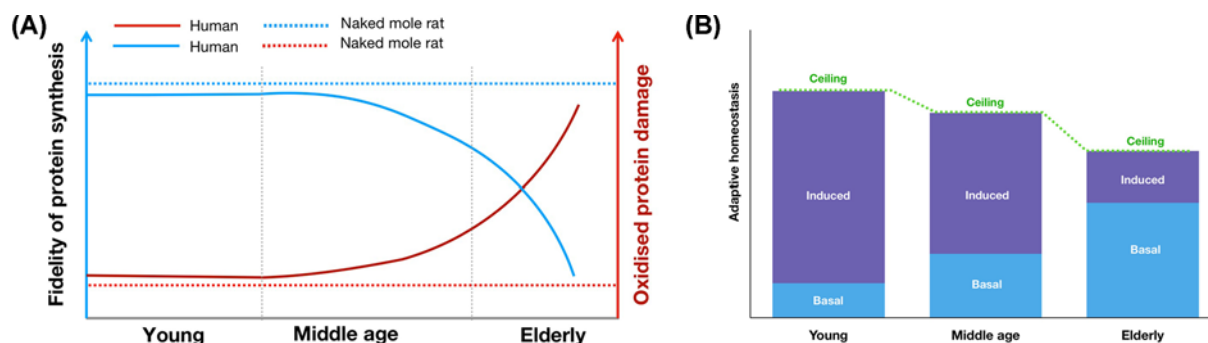 (A)
Human
Human
Naked mole rat
Naked mole rat
Fidelity of protein synthesis
Oxidised protein damage
Young
Middle age
Elderly
(B)
Adaptive homeostasis
Ceiling
Ceiling
Ceiling
Induced
Induced
Induced
Basal
Basal
Basal
Young
Middle age
Elderly